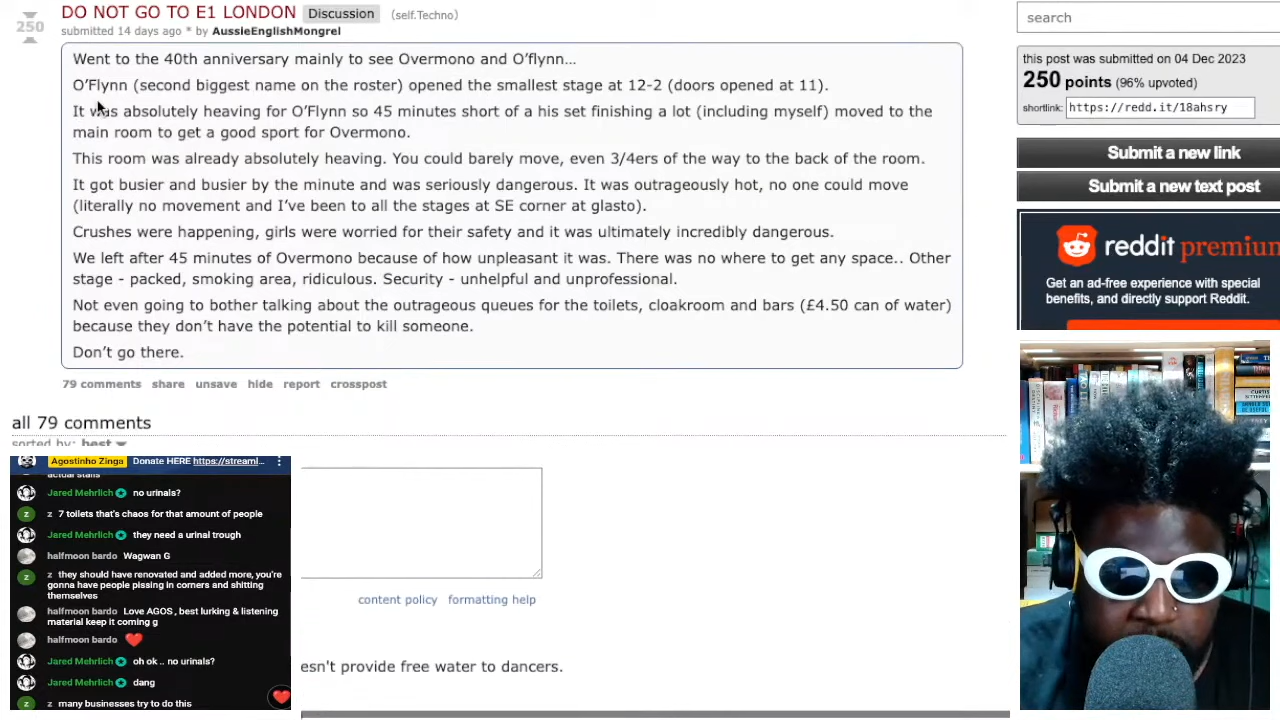 DO NOT GO TO E1 LONDON Discussion (self.Techno)
250
submitted 14 days ago * by AussieEnglishMongrel
Went to the 40th anniversary mainly to see Overmono and O'flynn...
O'Flynn (second biggest name on the roster) opened the smallest stage at 12-2 (doors opened at 11).
It was absolutely heaving for O'Flynn so 45 minutes short of a his set finishing a lot (including myself) moved to the
main room to get a good sport for Overmono.
This room was already absolutely heaving. You could barely move, even 3/4ers of the way to the back of the room.
It got busier and busier by the minute and was seriously dangerous. It was outrageously hot, no one could move
(literally no movement and I've been to all the stages at SE corner at glasto).
Crushes were happening, girls were worried for their safety and it was ultimately incredibly dangerous.
We left after 45 minutes of Overmono because of how unpleasant it was. There was no where to get any space.. Other
stage - packed, smoking area, ridiculous. Security - unhelpful and unprofessional.
Not even going to bother talking about the outrageous queues for the toilets, cloakroom and bars (£4.50 can of water)
because they don't have the potential to kill someone.
Don't go there.
79 comments share unsave hide report crosspost
all 79 comments
sorted by: best
content policy formatting help
esn't provide free water to dancers.
search
this post was submitted on 04 Dec 2023
250 points (96% upvoted)
shortlink: https://redd.it/18ahsry
Submit a new link
Submit a new text post
reddit premium
Get an ad-free experience with special
benefits, and directly support Reddit.
Agostinho Zinga Donate HERE https://streaml...
actual stalls
Jared Mehrlich no urinals?
z z 7 toilets that's chaos for that amount of people
Jared Mehrlich they need a urinal trough
halfmoon bardo Wagwan G
z z they should have renovated and added more, you're
gonna have people pissing in corners and shitting
themselves
halfmoon bardo Love AGOS , best lurking & listening
material keep it coming g
halfmoon bardo
Jared Mehrlich oh ok .. no urinals?
Jared Mehrlich dang
z z many businesses try to do this